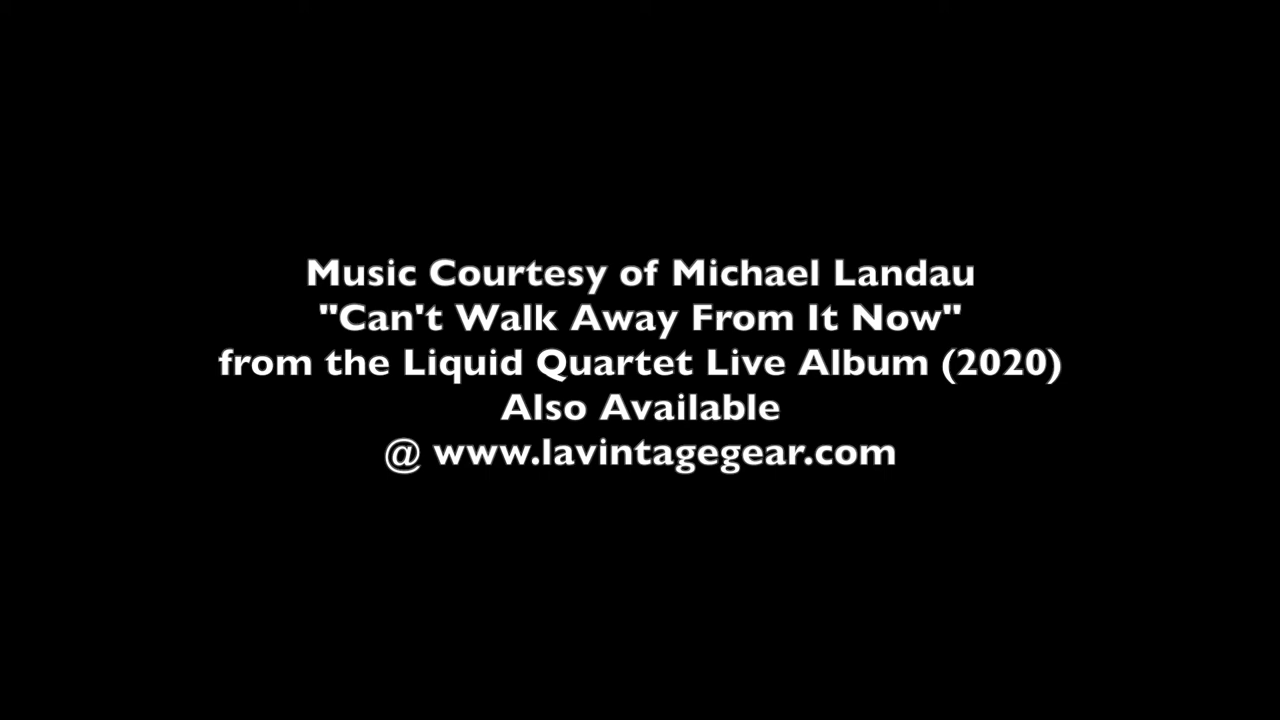 Music Courtesy of Michael Landau
"Can't Walk Away From It Now"
from the Liquid Quartet Live Album (2020)
Also Available
@ www.lavintagegear.com